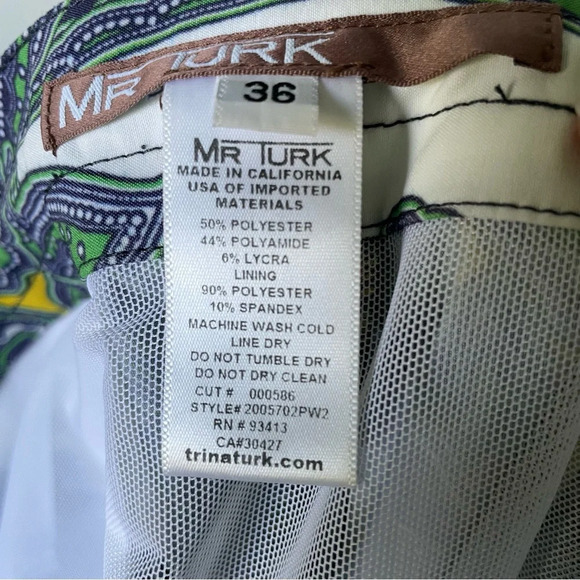 MR TURK
36
MR TURK
MADE IN CALIFORNIA
USA OF IMPORTED
MATERIALS
50% POLYESTER
44% POLYAMIDE
6% LYCRA
LINING
90% POLYESTER
10% SPANDEX
MACHINE WASH COLD
LINE DRY
DO NOT TUMBLE DRY
DO NOT DRY CLEAN
CUT # 000586
STYLE# 2005702PW2
RN # 93413
CA#30427
trinaturk.com